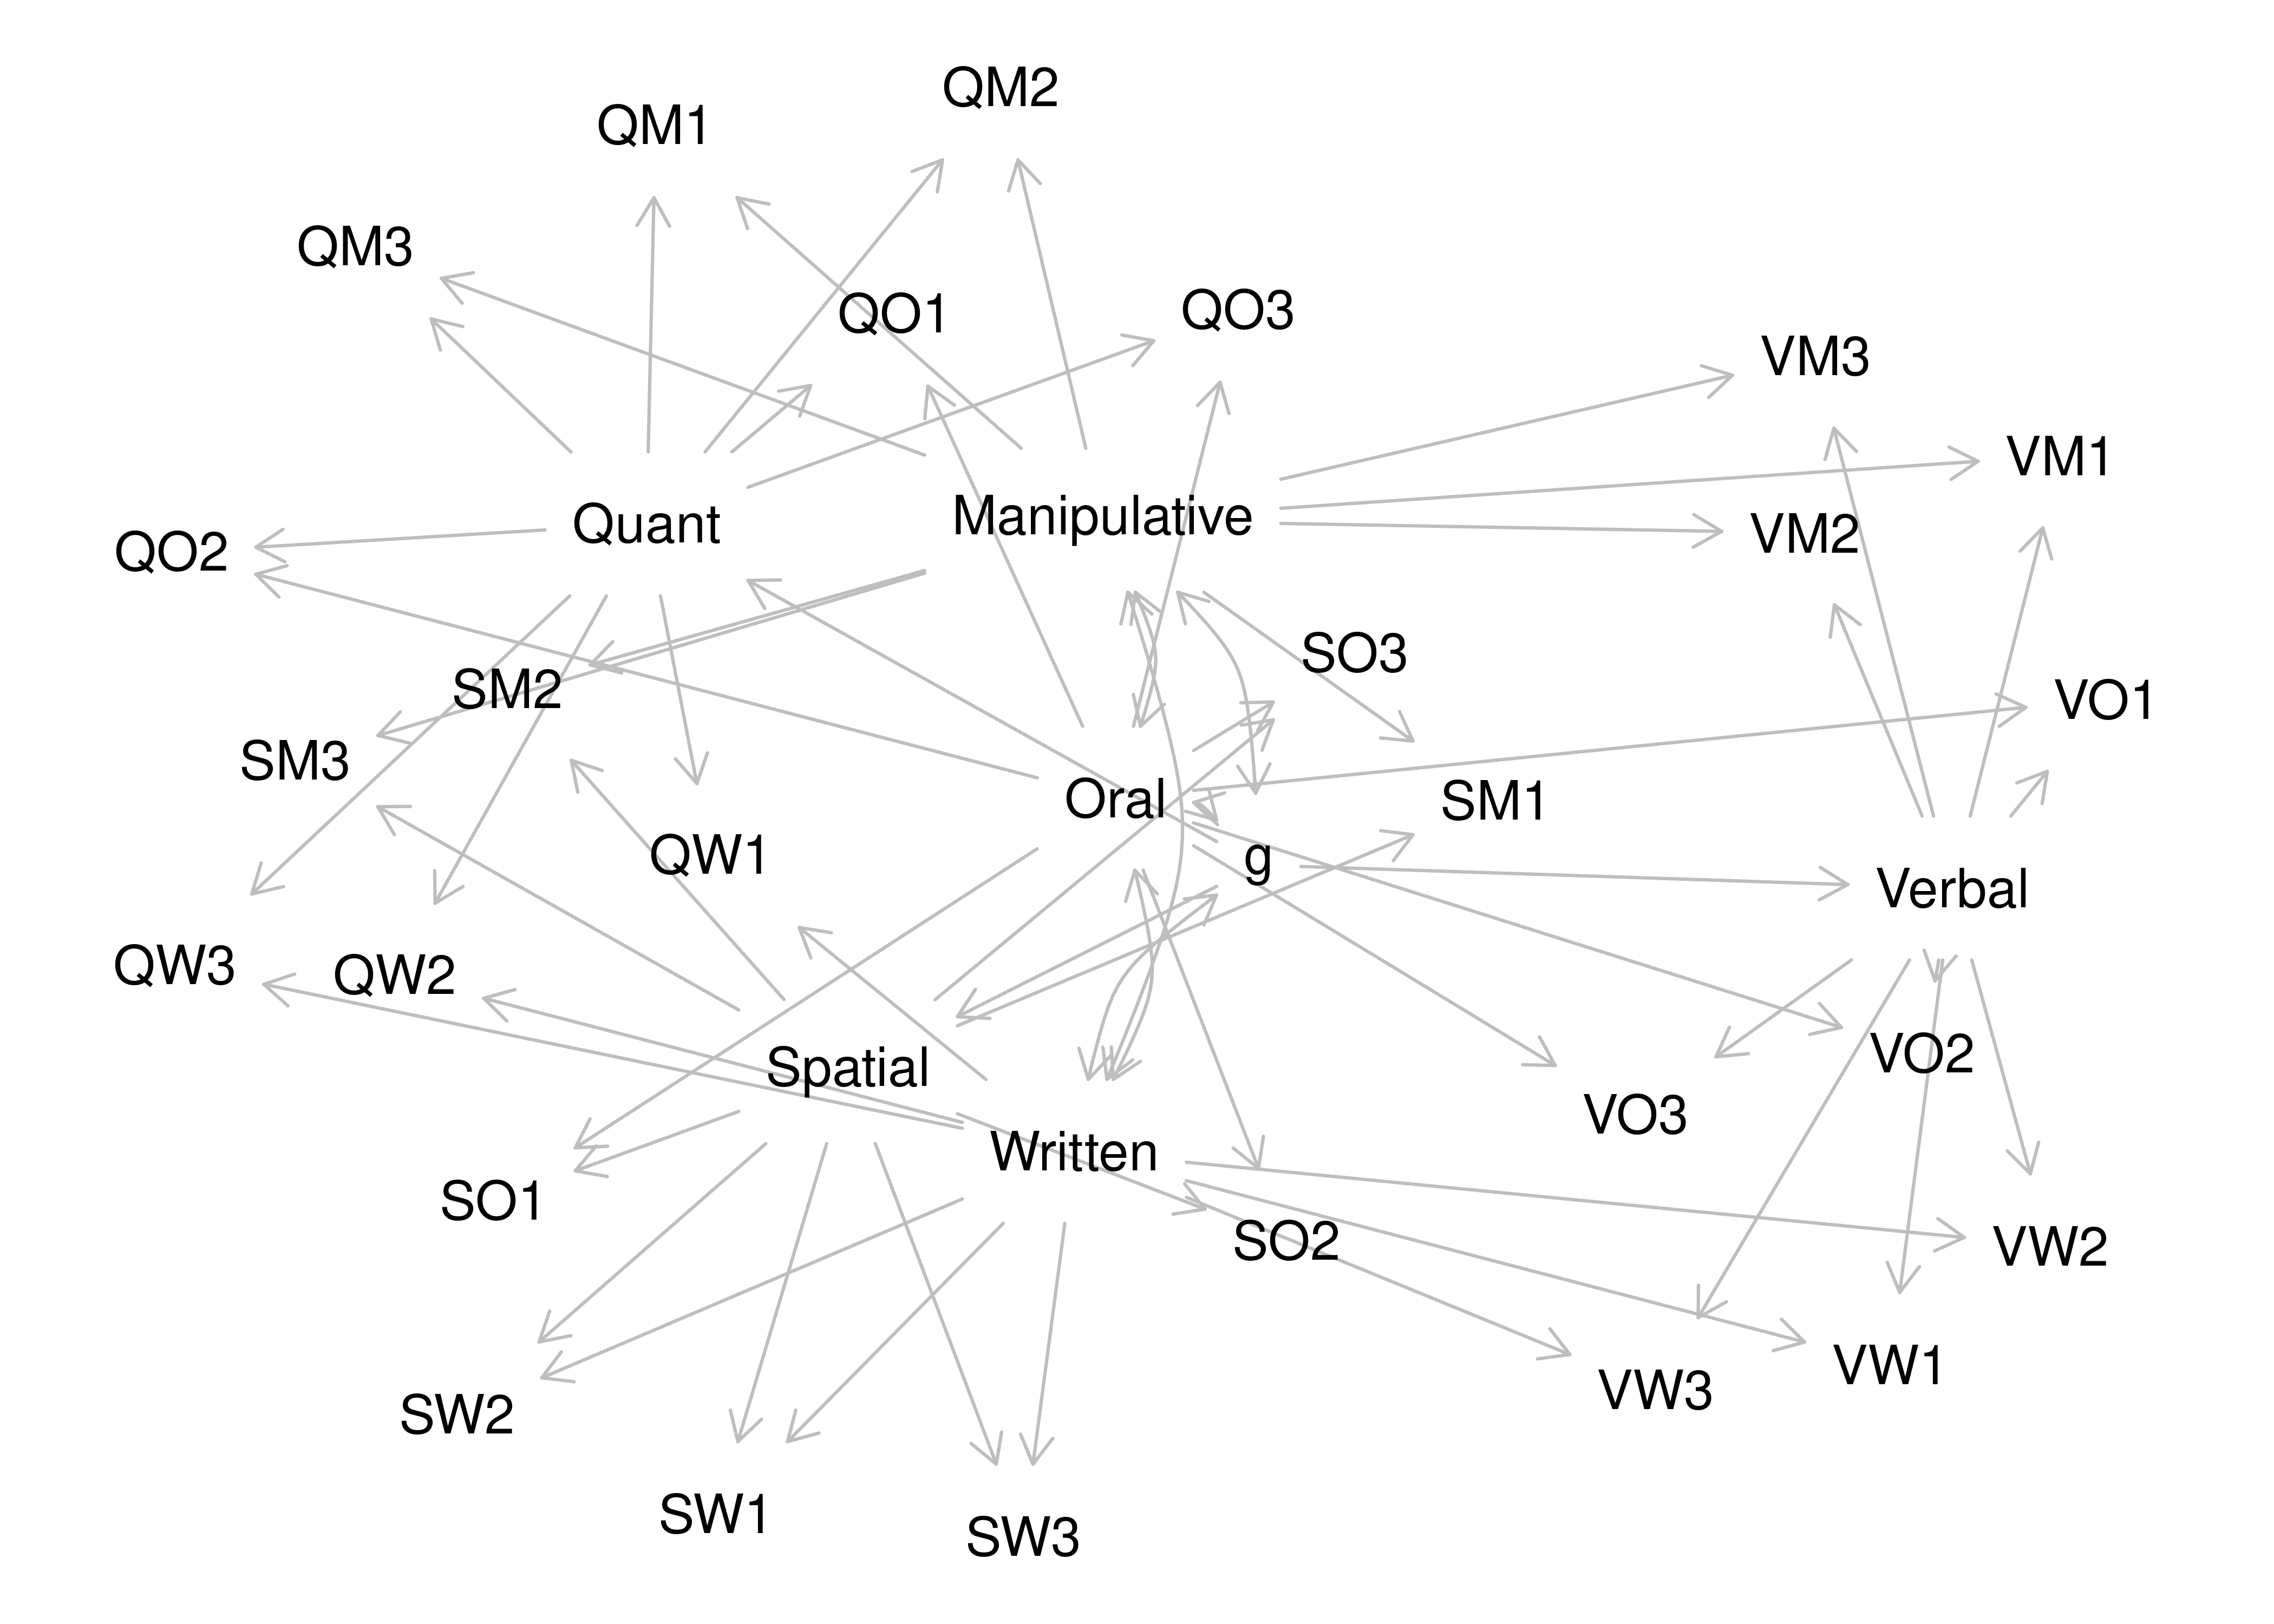 QM2
QM1
QM3
QO1
QO3
VM3
VM1
Quant
Manipulative
VM2
QO2
SO3
SM2
VO1
SM3
Oral
SM1
QW1
g
Verbal
QW3
QW2
VO2
Spatial
VO3
Written
SO1
SO2
VW2
VW1
VW3
SW2
SW1
SW3